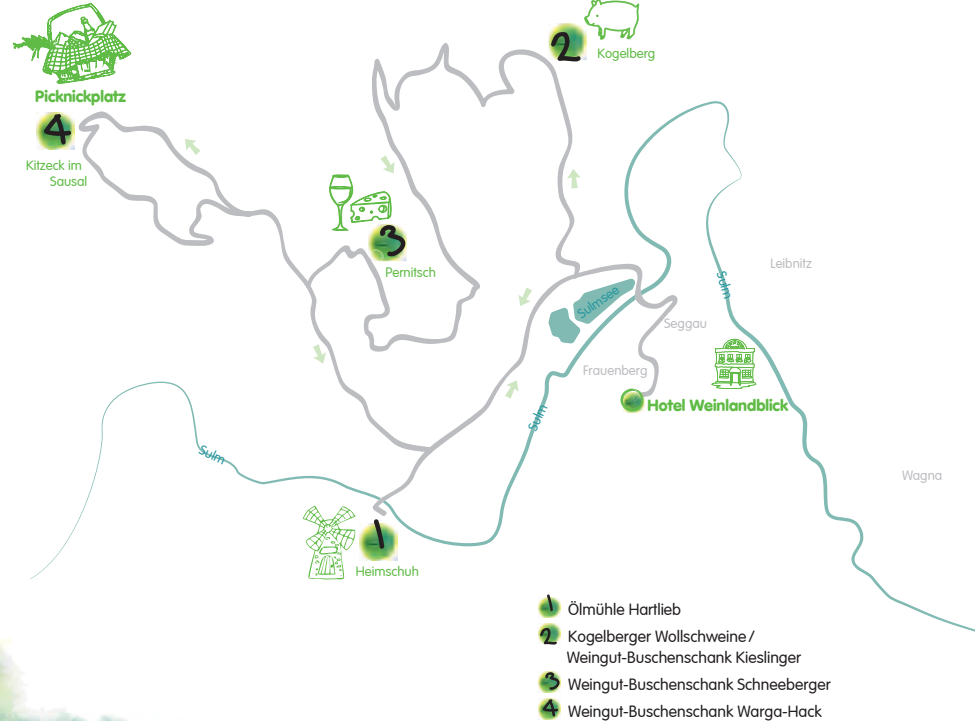 2
Kogelberg
Picknickplatz
4
Kitzeck im
Sausal
3
Pernitsch
Leibnitz
Sulm
Sulmsee
Seggau
Frauenberg
Hotel Weinlandblick
Sulm
Sulm
Wagna
1
Heimschuh
1 Ölmühle Hartlieb
2 Kogelberger Wollschweine /
Weingut-Buschenschank Kieslinger
3 Weingut-Buschenschank Schneeberger
4 Weingut-Buschenschank Warga-Hack